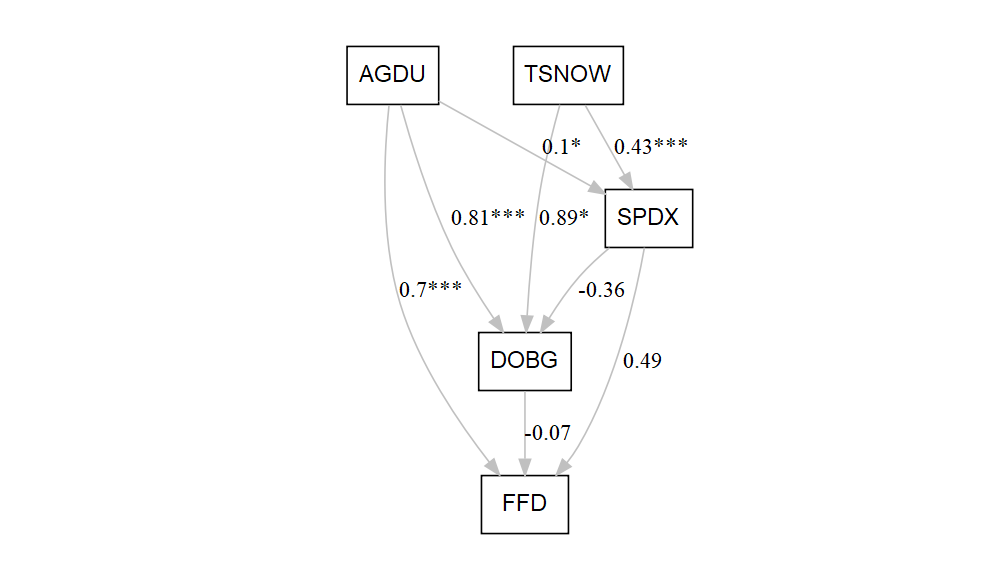 AGDU
TSNOW
0.1*
0.43***
0.81***
0.89*
SPDX
0.7***
-0.36
DOBG
0.49
-0.07
FFD